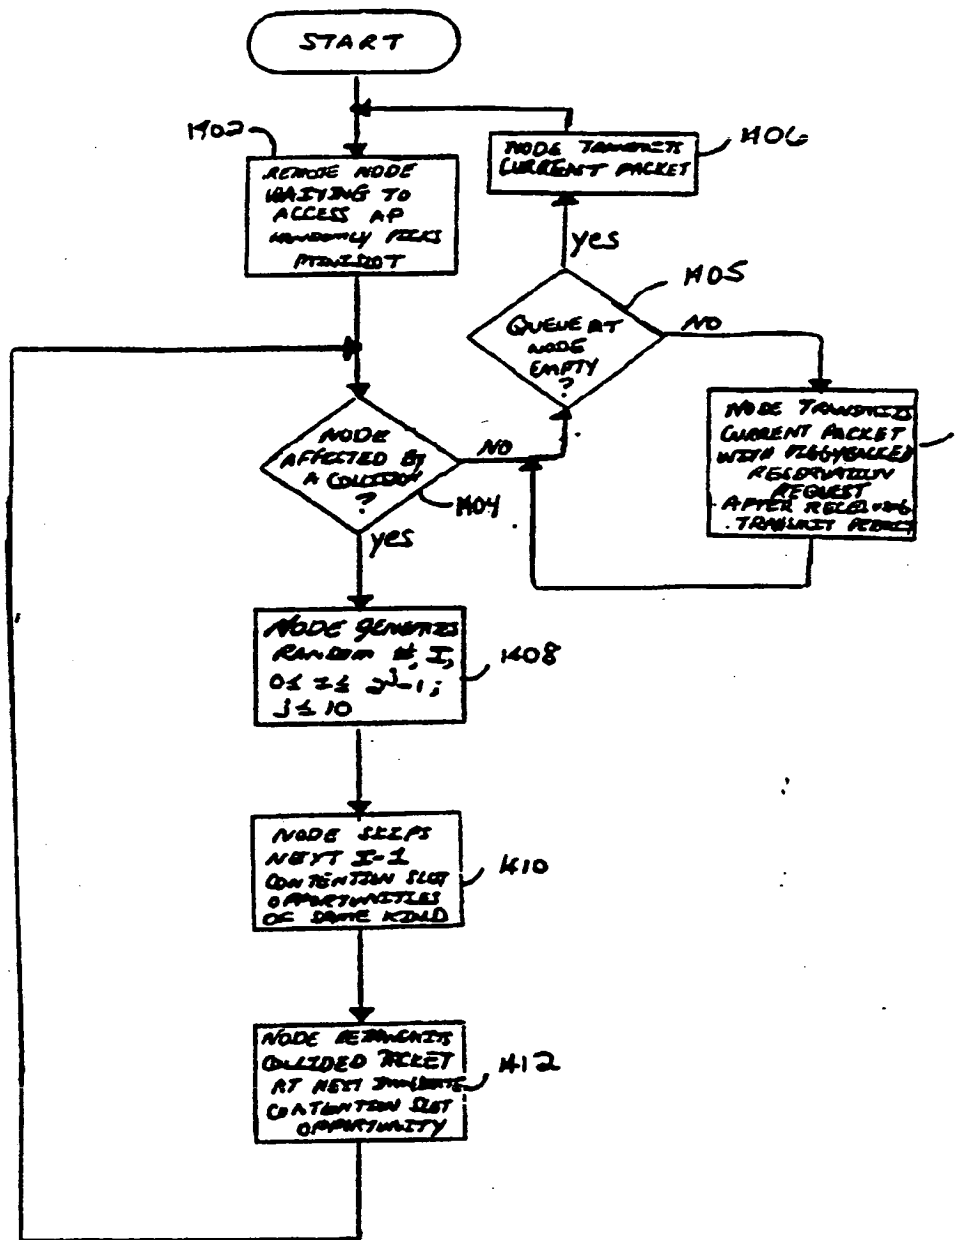 START
1402
REMOTE NODE
WAITING TO
ACCESS AP
RANDOMLY PICKS
MINISLOT
NODE TRANSMITS
CURRENT PACKET
1406
yes
1405
QUEUE AT
NODE
EMPTY
?
NO
NODE TRANSMITS
CURRENT PACKET
WITH PIGGYBACKED
RESERVATION
REQUEST
AFTER RECEIVING
TRANSMIT PERMIT
NODE
AFFECTED BY
A COLLISION
?
NO
1404
yes
NODE GENERATES
RANDOM #, I,
0≤ I ≤ 2^j-1;
j ≤ 10
1408
NODE SKIPS
NEXT I-1
CONTENTION SLOT
OPPORTUNITIES
OF SAME KIND
1410
NODE RETRANSMITS
COLLIDED PACKET
AT NEXT IMMEDIATE
CONTENTION SLOT
OPPORTUNITY
1412